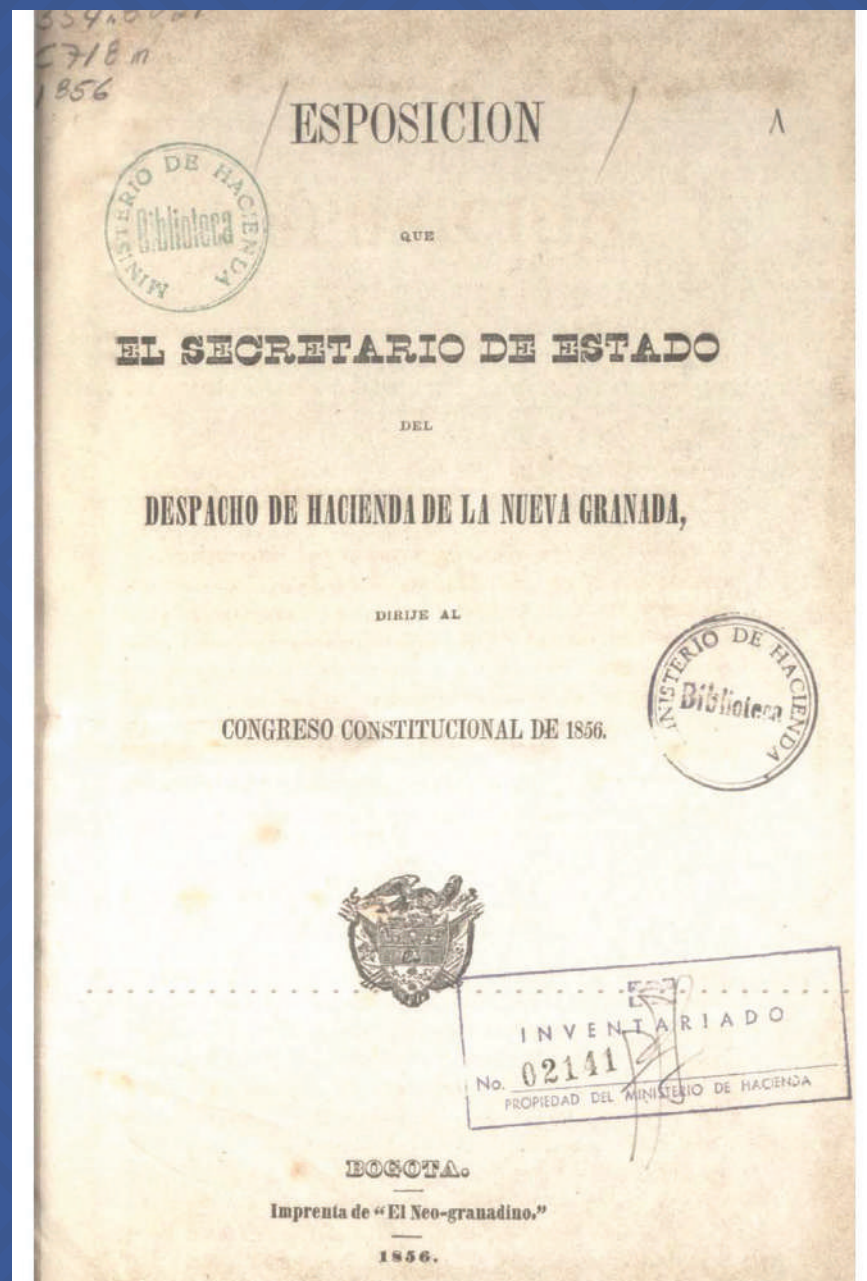 C718m
1856
ESPOSICION
MINISTERIO DE HACIENDA
Biblioteca
QUE
EL SECRETARIO DE ESTADO
DEL
DESPACHO DE HACIENDA DE LA NUEVA GRANADA,
DIRIJE AL
MINISTERIO DE HACIENDA
Biblioteca
CONGRESO CONSTITUCIONAL DE 1856.
INVENTARIADO
No. 02141
PROPIEDAD DEL MINISTERIO DE HACIENDA
BOGOTA.
Imprenta de "El Neo-granadino."
1856.